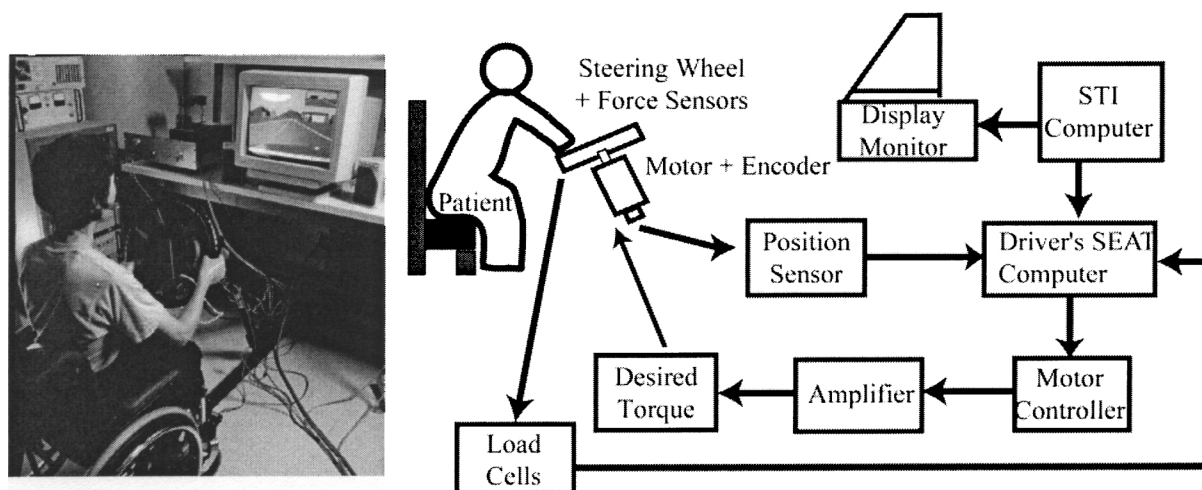 Steering Wheel
+ Force Sensors
Motor + Encoder
Patient
Display
Monitor
STI
Computer
Position
Sensor
Driver's SEAT
Computer
Desired
Torque
Amplifier
Motor
Controller
Load
Cells